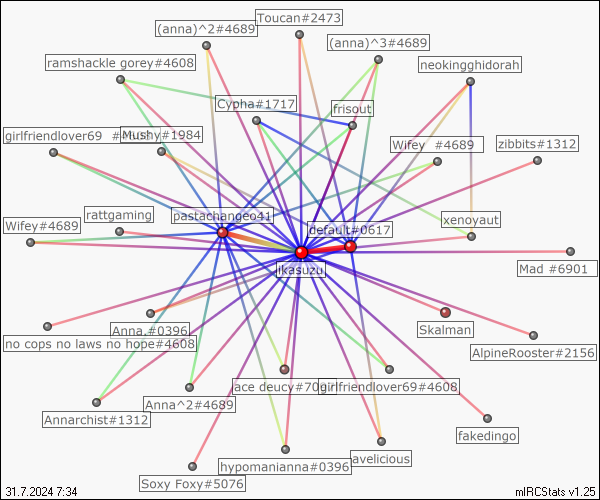 Toucan#2473
(anna)^2#4689
(anna)^3#4689
ramshackle gorey#4608
neokingghidorah
Cypha#1717
frisout
girlfriendlover69
Mushy#1984
Wifey #4689
zibbits#1312
rattgaming
pastachangeo41
Wifey#4689
default#0617
xenoyaut
ikasuzu
Mad #6901
Anna.#0396
Skalman
no cops no laws no hope#4608
AlpineRooster#2156
ace deucy#70
girlfriendlover69#4608
Anna^2#4689
Annarchist#1312
fakedingo
avelicious
hypomanianna#0396
Soxy Foxy#5076
31.7.2024 7:34
mIRCStats v1.25